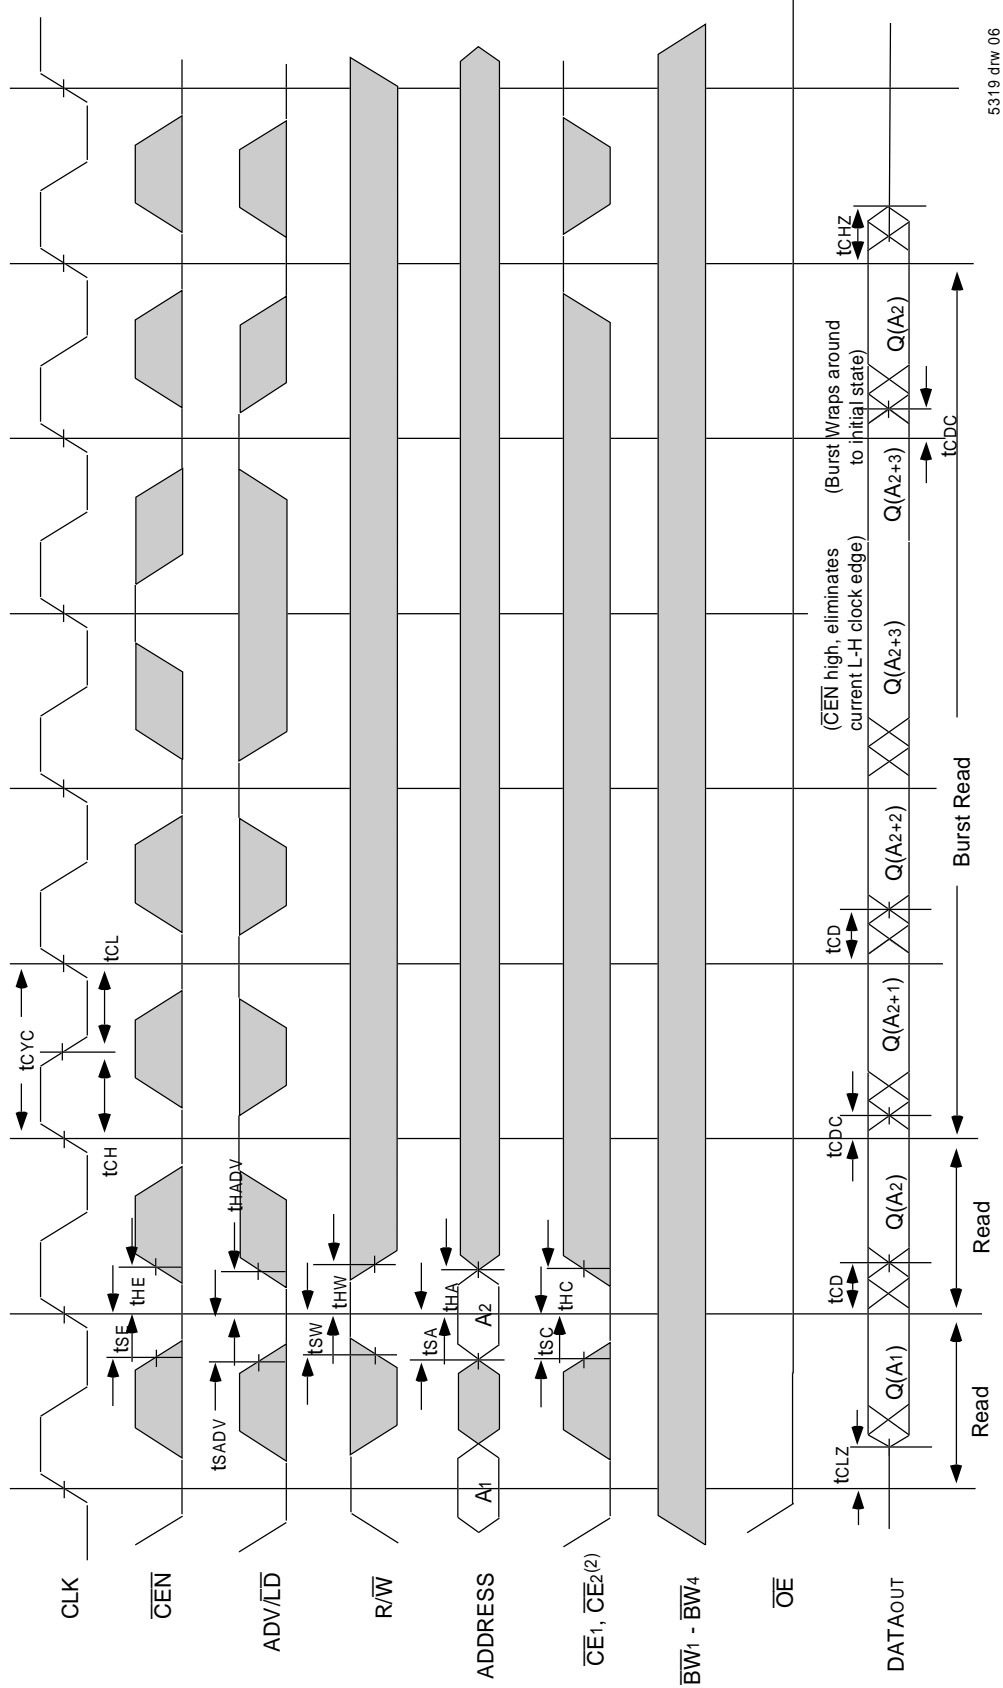 CLK
CEN
ADV/LD
R/W
ADDRESS
CE1, CE2(2)
BW1 - BW4
OE
DATAOUT
tCYC
tCH
tCL
tSE
tHE
tSADV
tHADV
tSW
tHW
tSA
tHA
A1
A2
tSC
tHC
tCLZ
tCD
tCDC
tCD
(CEN high, eliminates
current L-H clock edge)
(Burst Wraps around
to initial state)
tCHZ
Q(A1)
Q(A2)
Q(A2+1)
Q(A2+2)
Q(A2+3)
Q(A2+3)
Q(A2)
tCDC
Read
Read
Burst Read
5319 drw 06